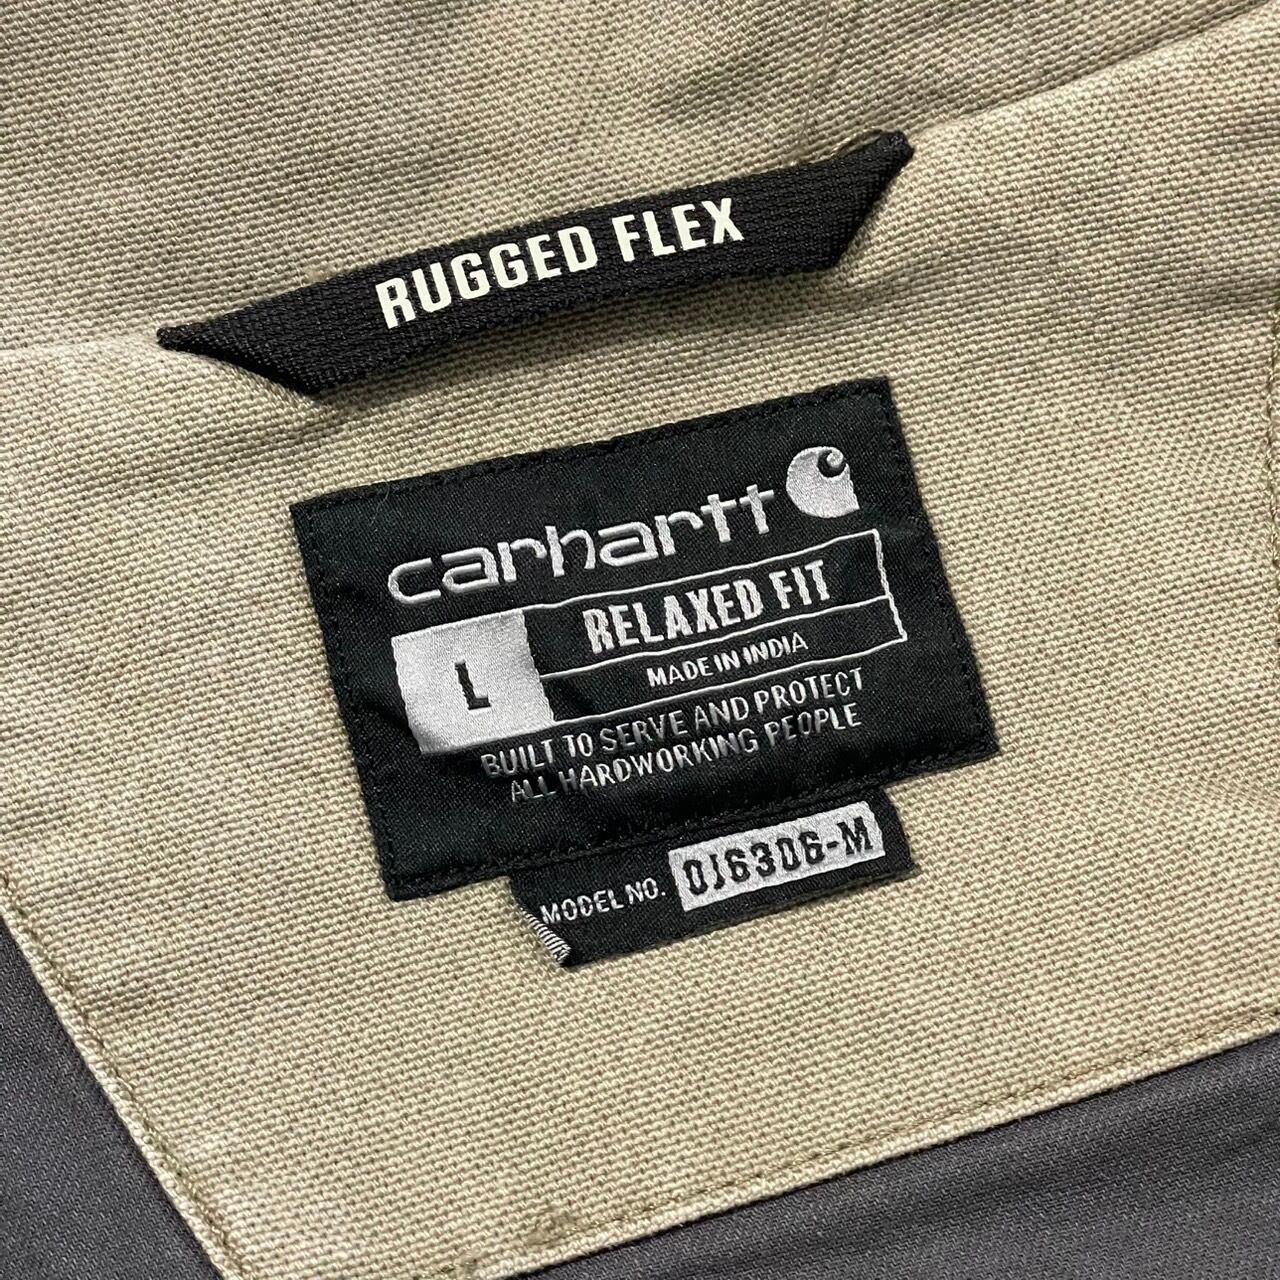 RUGGED FLEX
carhartt
L
RELAXED FIT
MADE IN INDIA
BUILT TO SERVE AND PROTECT
ALL HARDWORKING PEOPLE
MODEL NO. OJ6306-M